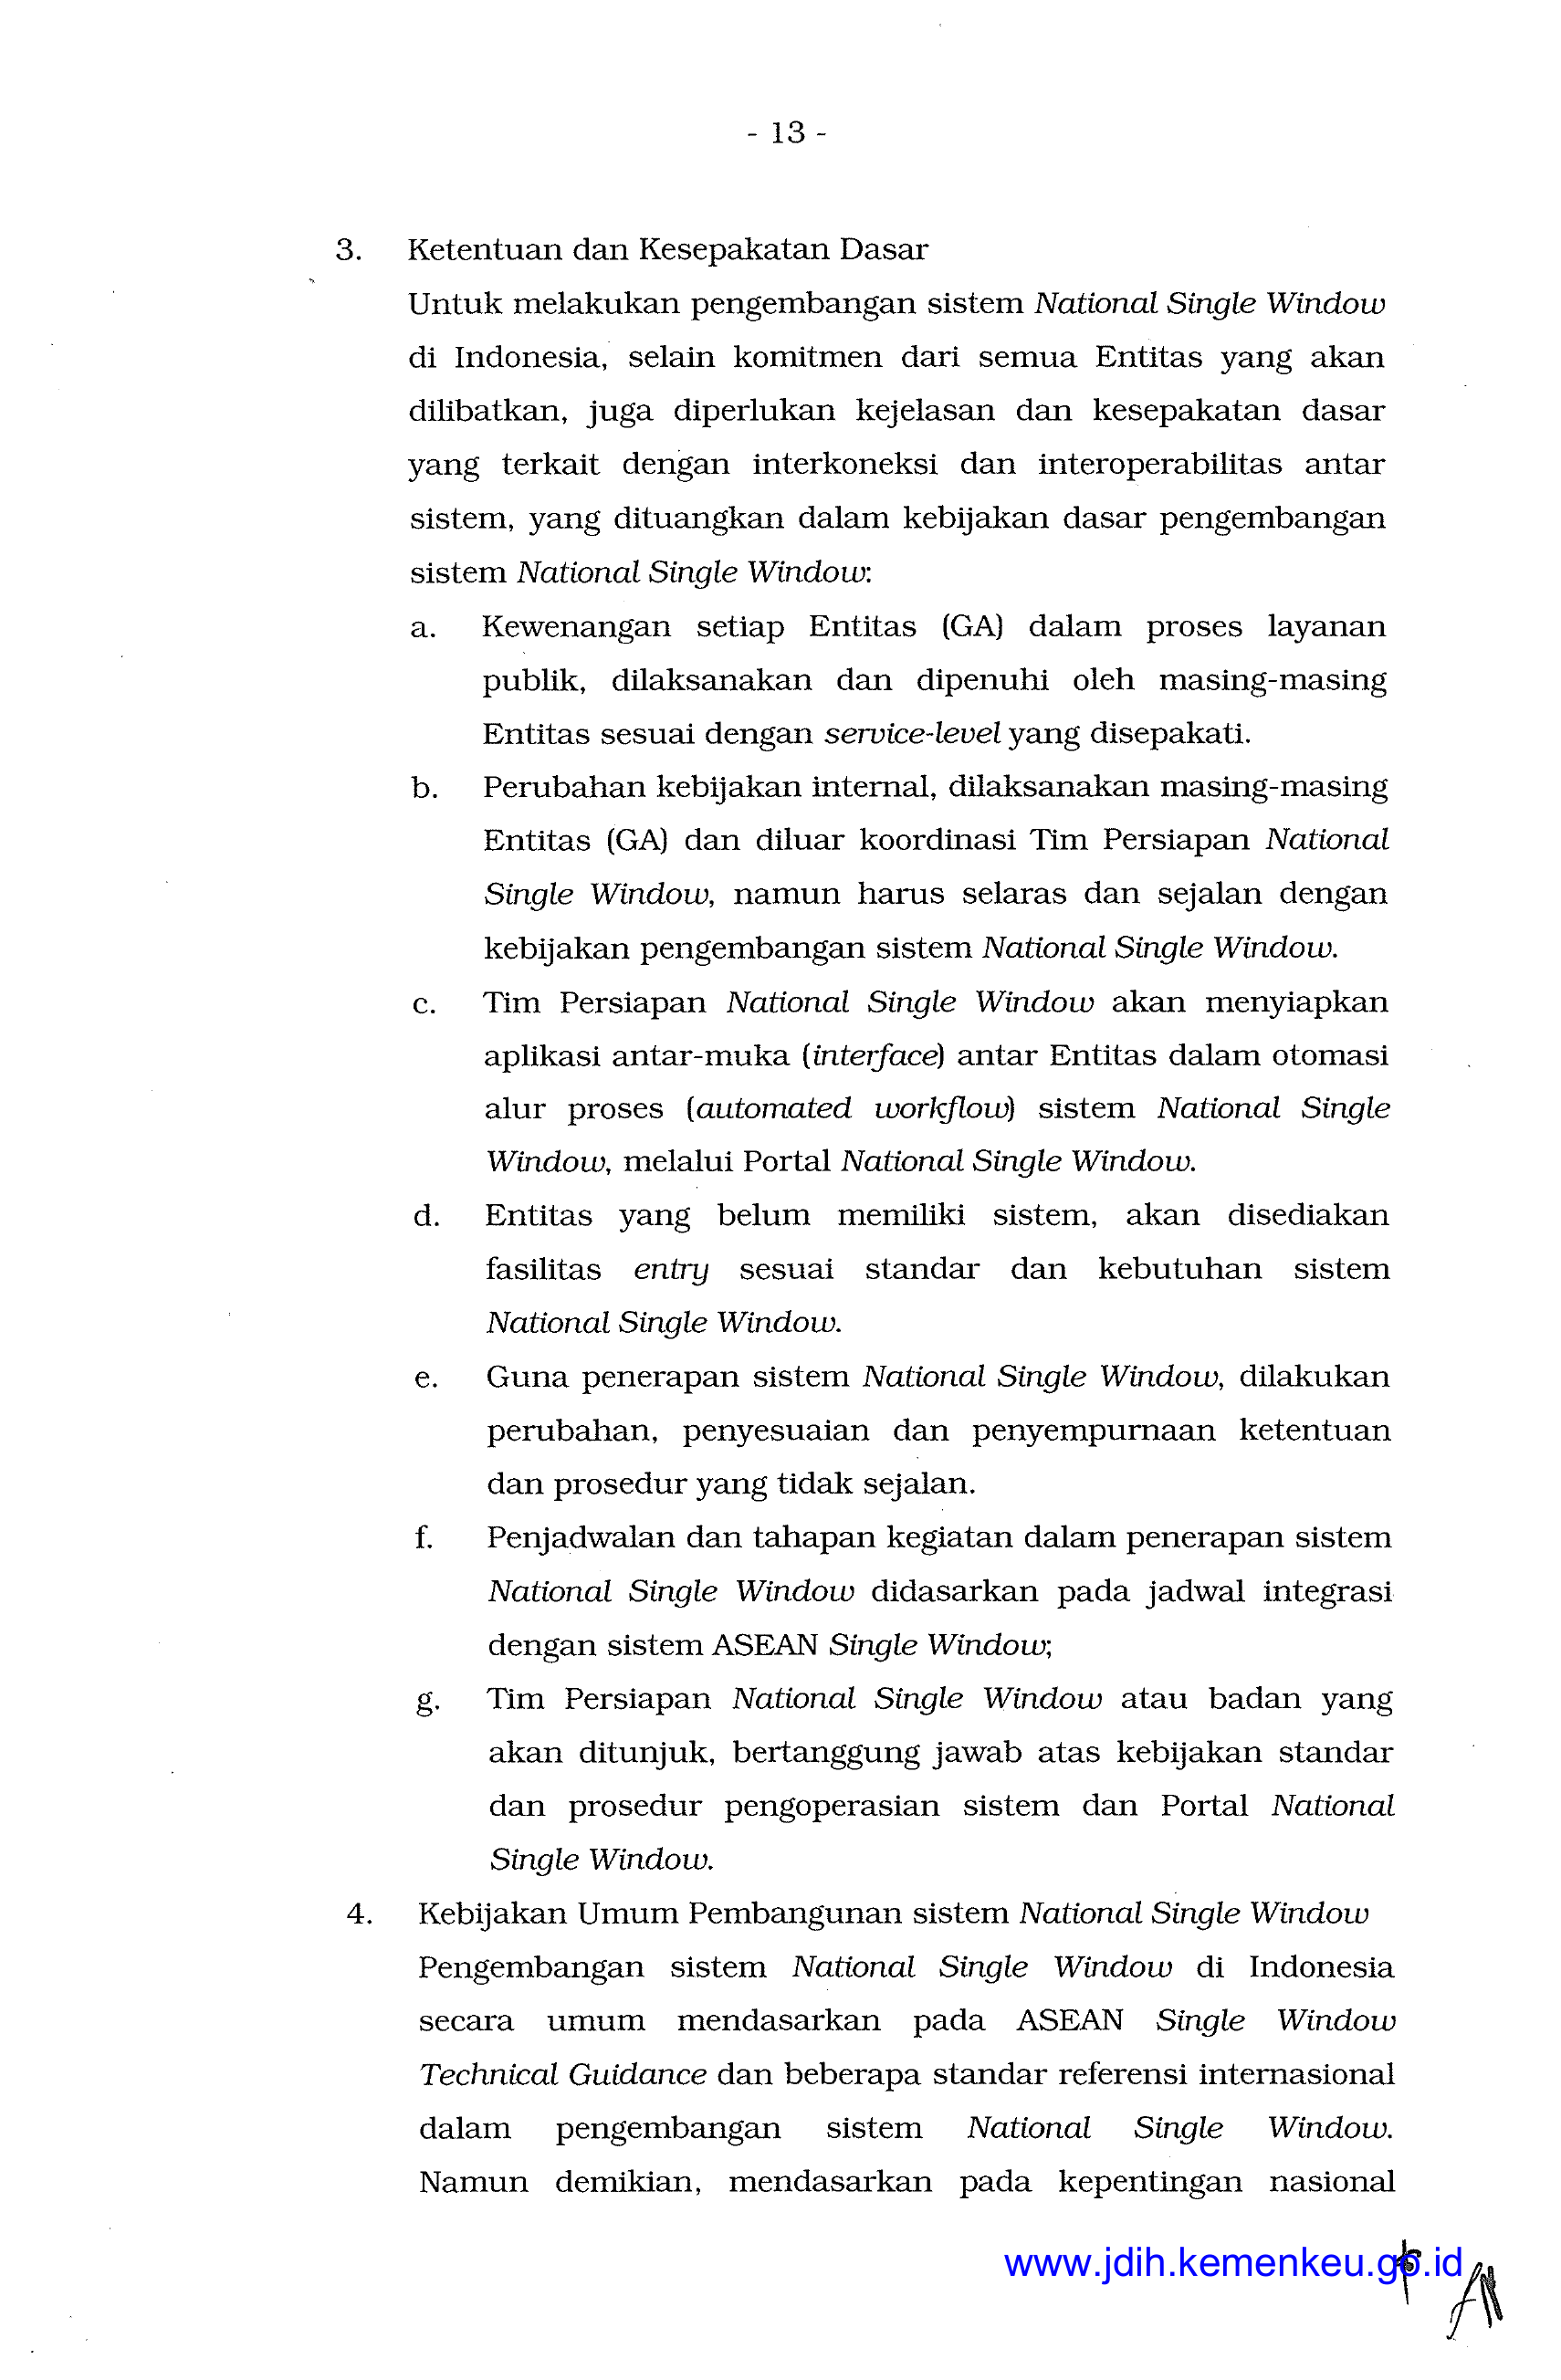 - 13 -
3. Ketentuan dan Kesepakatan Dasar
Untuk melakukan pengembangan sistem National Single Window
di Indonesia, selain komitmen dari semua Entitas yang akan
dilibatkan, juga diperlukan kejelasan dan kesepakatan dasar
yang terkait dengan interkoneksi dan interoperabilitas antar
sistem, yang dituangkan dalam kebijakan dasar pengembangan
sistem National Single Window:
a. Kewenangan setiap Entitas (GA) dalam proses layanan
publik, dilaksanakan dan dipenuhi oleh masing-masing
Entitas sesuai dengan service-level yang disepakati.
b. Perubahan kebijakan internal, dilaksanakan masing-masing
Entitas (GA) dan diluar koordinasi Tim Persiapan National
Single Window, namun harus selaras dan sejalan dengan
kebijakan pengembangan sistem National Single Window.
c. Tim Persiapan National Single Window akan menyiapkan
aplikasi antar-muka (interface) antar Entitas dalam otomasi
alur proses (automated workflow) sistem National Single
Window, melalui Portal National Single Window.
d. Entitas yang belum memiliki sistem, akan disediakan
fasilitas entry sesuai standar dan kebutuhan sistem
National Single Window.
e. Guna penerapan sistem National Single Window, dilakukan
perubahan, penyesuaian dan penyempurnaan ketentuan
dan prosedur yang tidak sejalan.
f. Penjadwalan dan tahapan kegiatan dalam penerapan sistem
National Single Window didasarkan pada jadwal integrasi
dengan sistem ASEAN Single Window;
g. Tim Persiapan National Single Window atau badan yang
akan ditunjuk, bertanggung jawab atas kebijakan standar
dan prosedur pengoperasian sistem dan Portal National
Single Window.
4. Kebijakan Umum Pembangunan sistem National Single Window
Pengembangan sistem National Single Window di Indonesia
secara umum mendasarkan pada ASEAN Single Window
Technical Guidance dan beberapa standar referensi internasional
dalam pengembangan sistem National Single Window.
Namun demikian, mendasarkan pada kepentingan nasional
www.jdih.kemenkeu.go.id